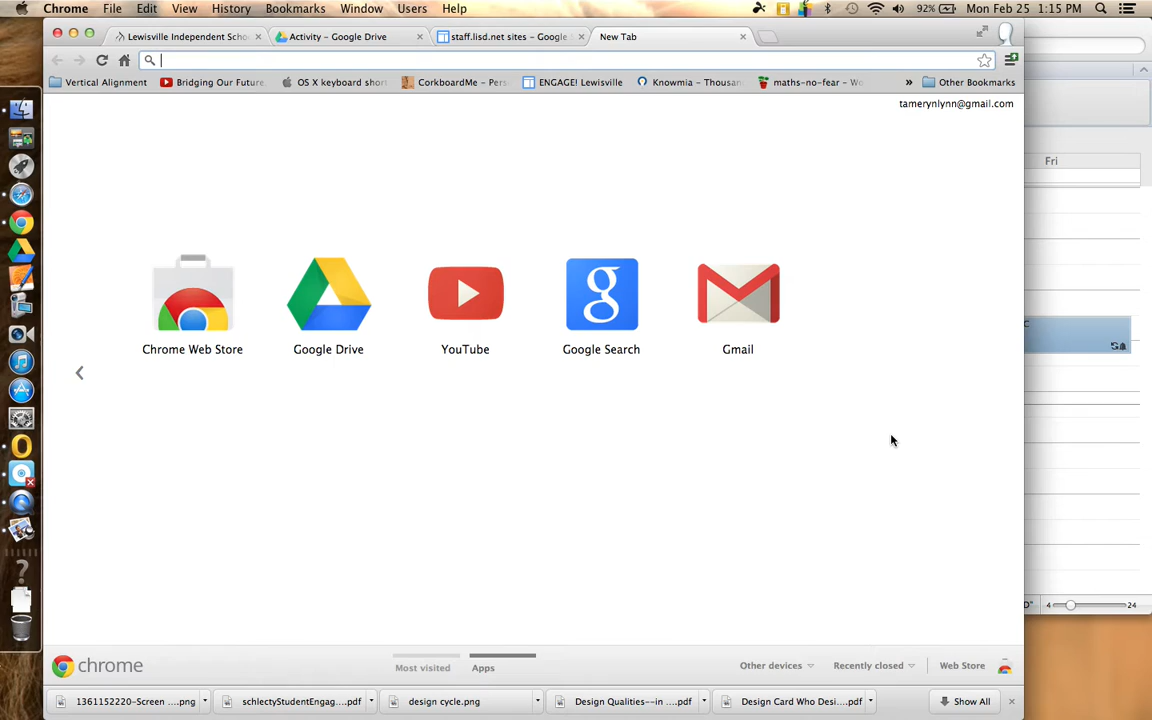 Chrome File Edit View History Bookmarks Window Users Help 92% Mon Feb 25 1:15 PM
Lewisville Independent Scho Activity – Google Drive staff.lisd.net sites – Google New Tab
Vertical Alignment Bridging Our Future. OS X keyboard shor CorkboardMe – Pers ENGAGE! Lewisville Knowmia – Thousan maths-no-fear – Wo » Other Bookmarks
tamerynlynn@gmail.com
Fri
Chrome Web Store Google Drive YouTube Google Search Gmail
C
chrome Most visited Apps Other devices Recently closed Web Store
D" 4 24
1361152220-Screen ....png schlectyStudentEngag....pdf design cycle.png Design Qualities--in ....pdf Design Card Who Desi....pdf Show All